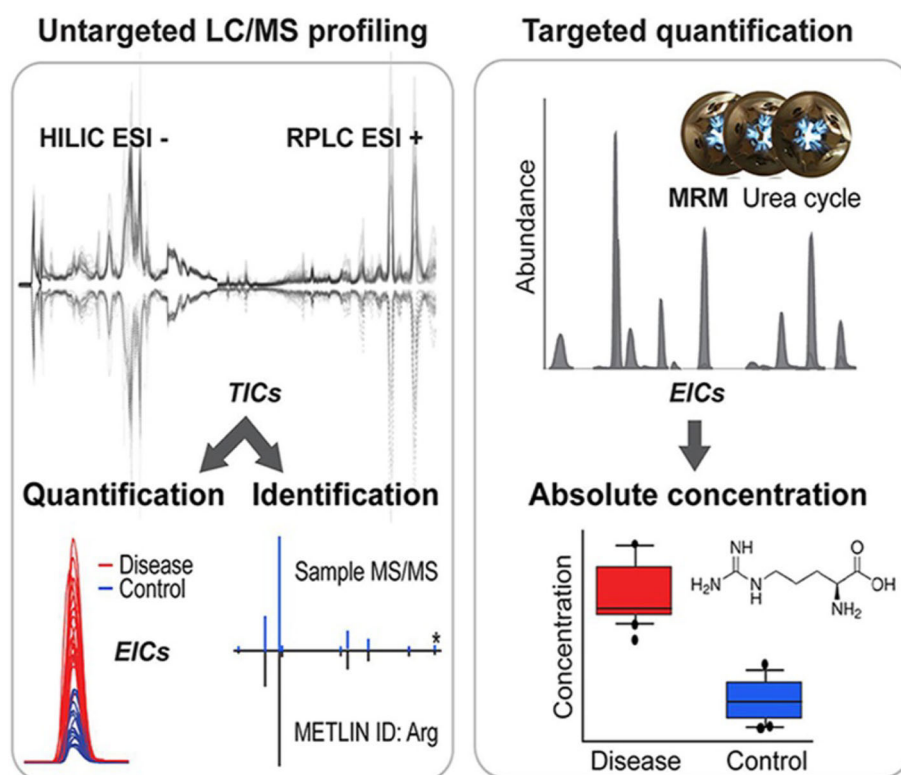 Untargeted LC/MS profiling
HILIC ESI -
RPLC ESI +
TICs
Quantification
Identification
Disease
Control
EICs
Sample MS/MS
*
METLIN ID: Arg
Targeted quantification
Abundance
MRM Urea cycle
EICs
Absolute concentration
Concentration
NH
H₂N
N
H
O
OH
NH₂
Disease
Control